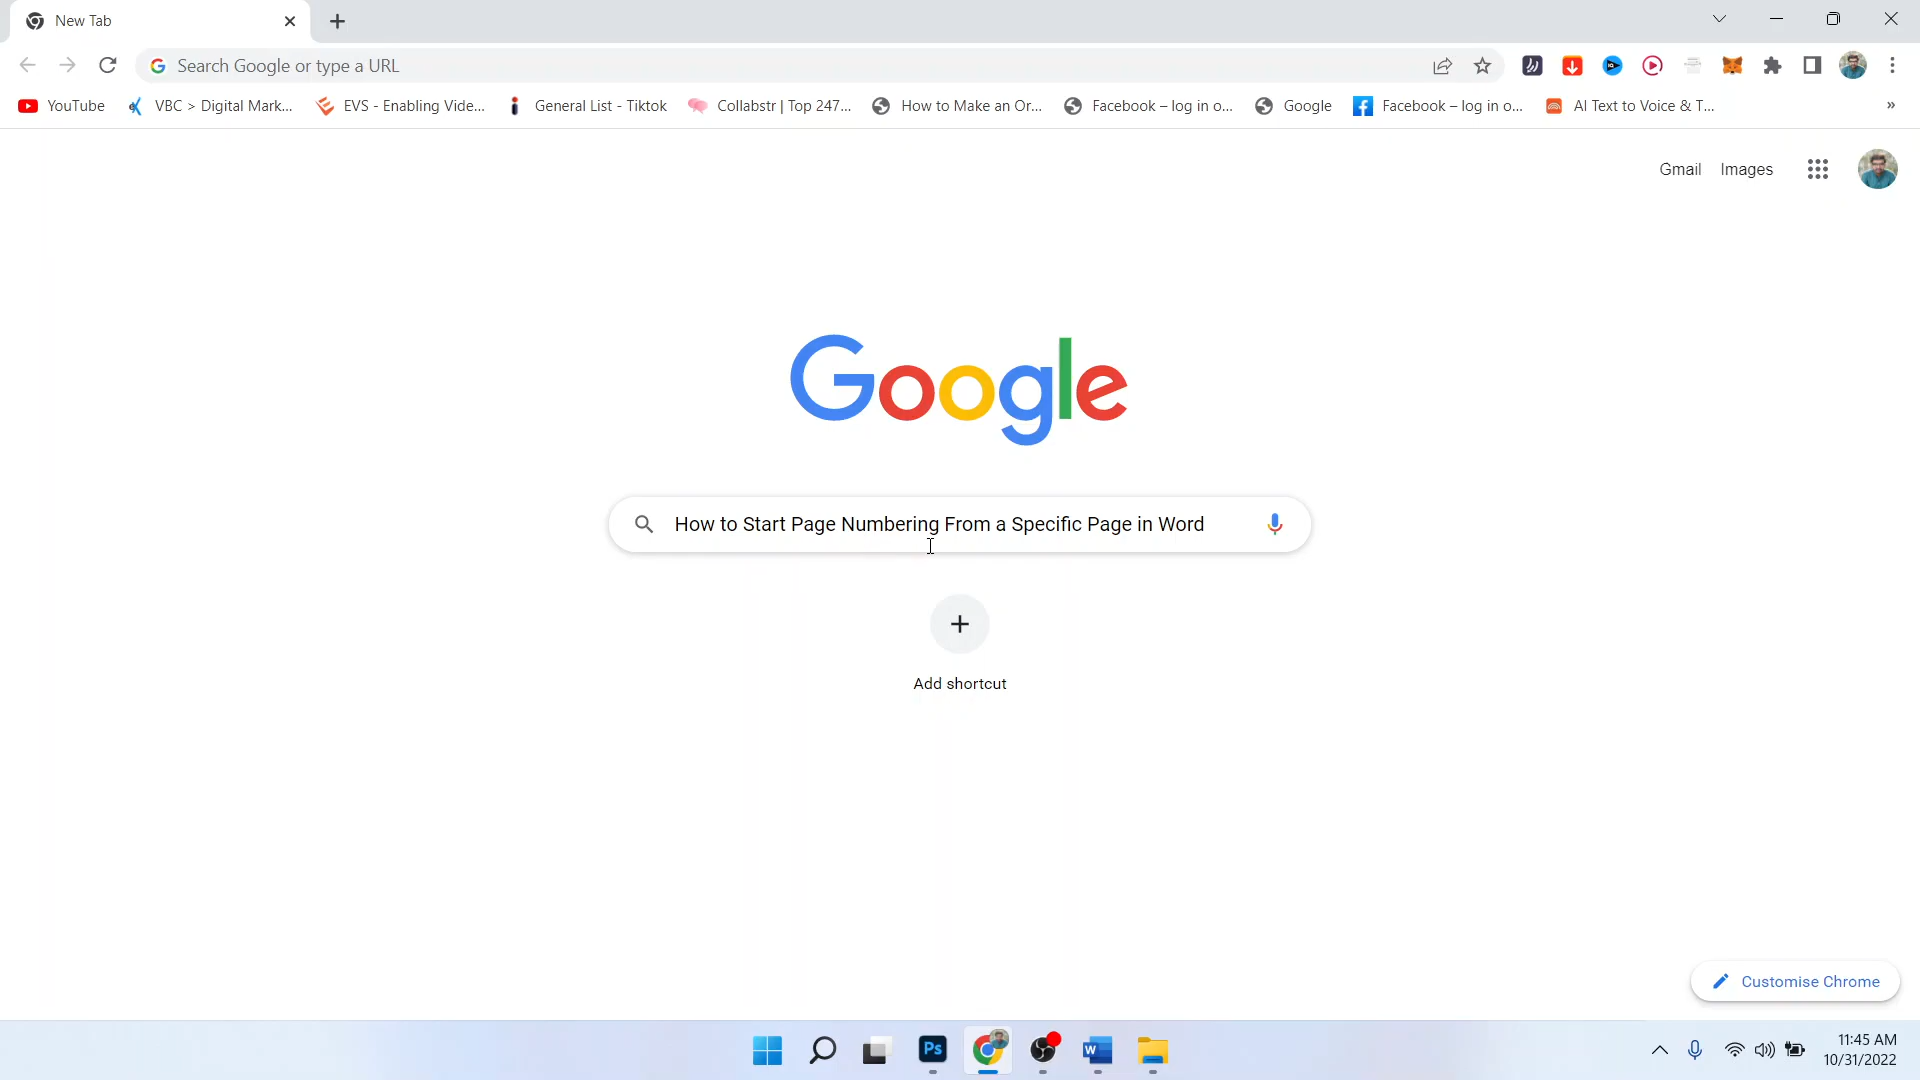 New Tab
Search Google or type a URL
YouTube
VBC > Digital Mark...
EVS - Enabling Vide...
General List - Tiktok
Collabstr | Top 247...
How to Make an Or...
Facebook – log in o...
Google
Facebook – log in o...
AI Text to Voice & T...
»
Gmail
Images
Google
How to Start Page Numbering From a Specific Page in Word
Add shortcut
Customise Chrome
Ps
W
11:45 AM
10/31/2022